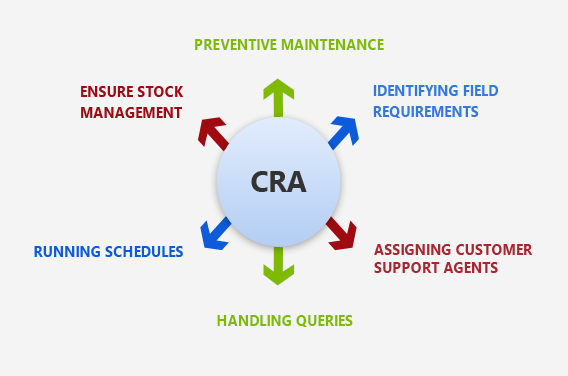 PREVENTIVE MAINTENANCE
ENSURE STOCK
MANAGEMENT
IDENTIFYING FIELD
REQUIREMENTS
CRA
RUNNING SCHEDULES
ASSIGNING CUSTOMER
SUPPORT AGENTS
HANDLING QUERIES